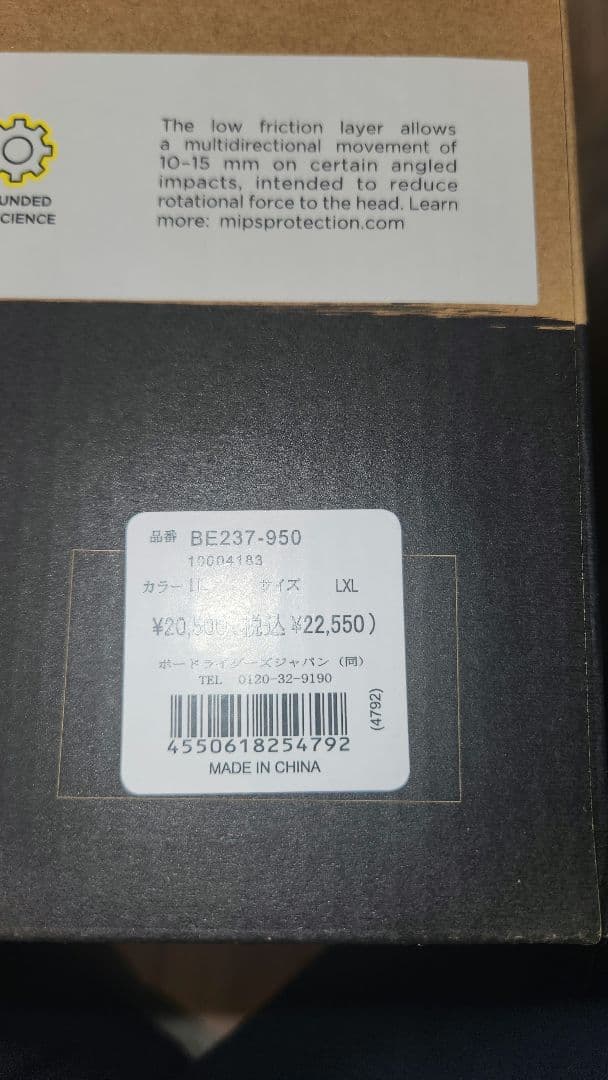 UNDED
CIENCE
The low friction layer allows
a multidirectional movement of
10-15 mm on certain angled
impacts, intended to reduce
rotational force to the head. Learn
more: mipsprotection.com
品番 BE237-950
10004183
カラー サイズ LXL
¥20,500(税込¥22,550)
ボードライダーズジャパン (同)
TEL 0120-32-9190
(4792)
4550618254792
MADE IN CHINA